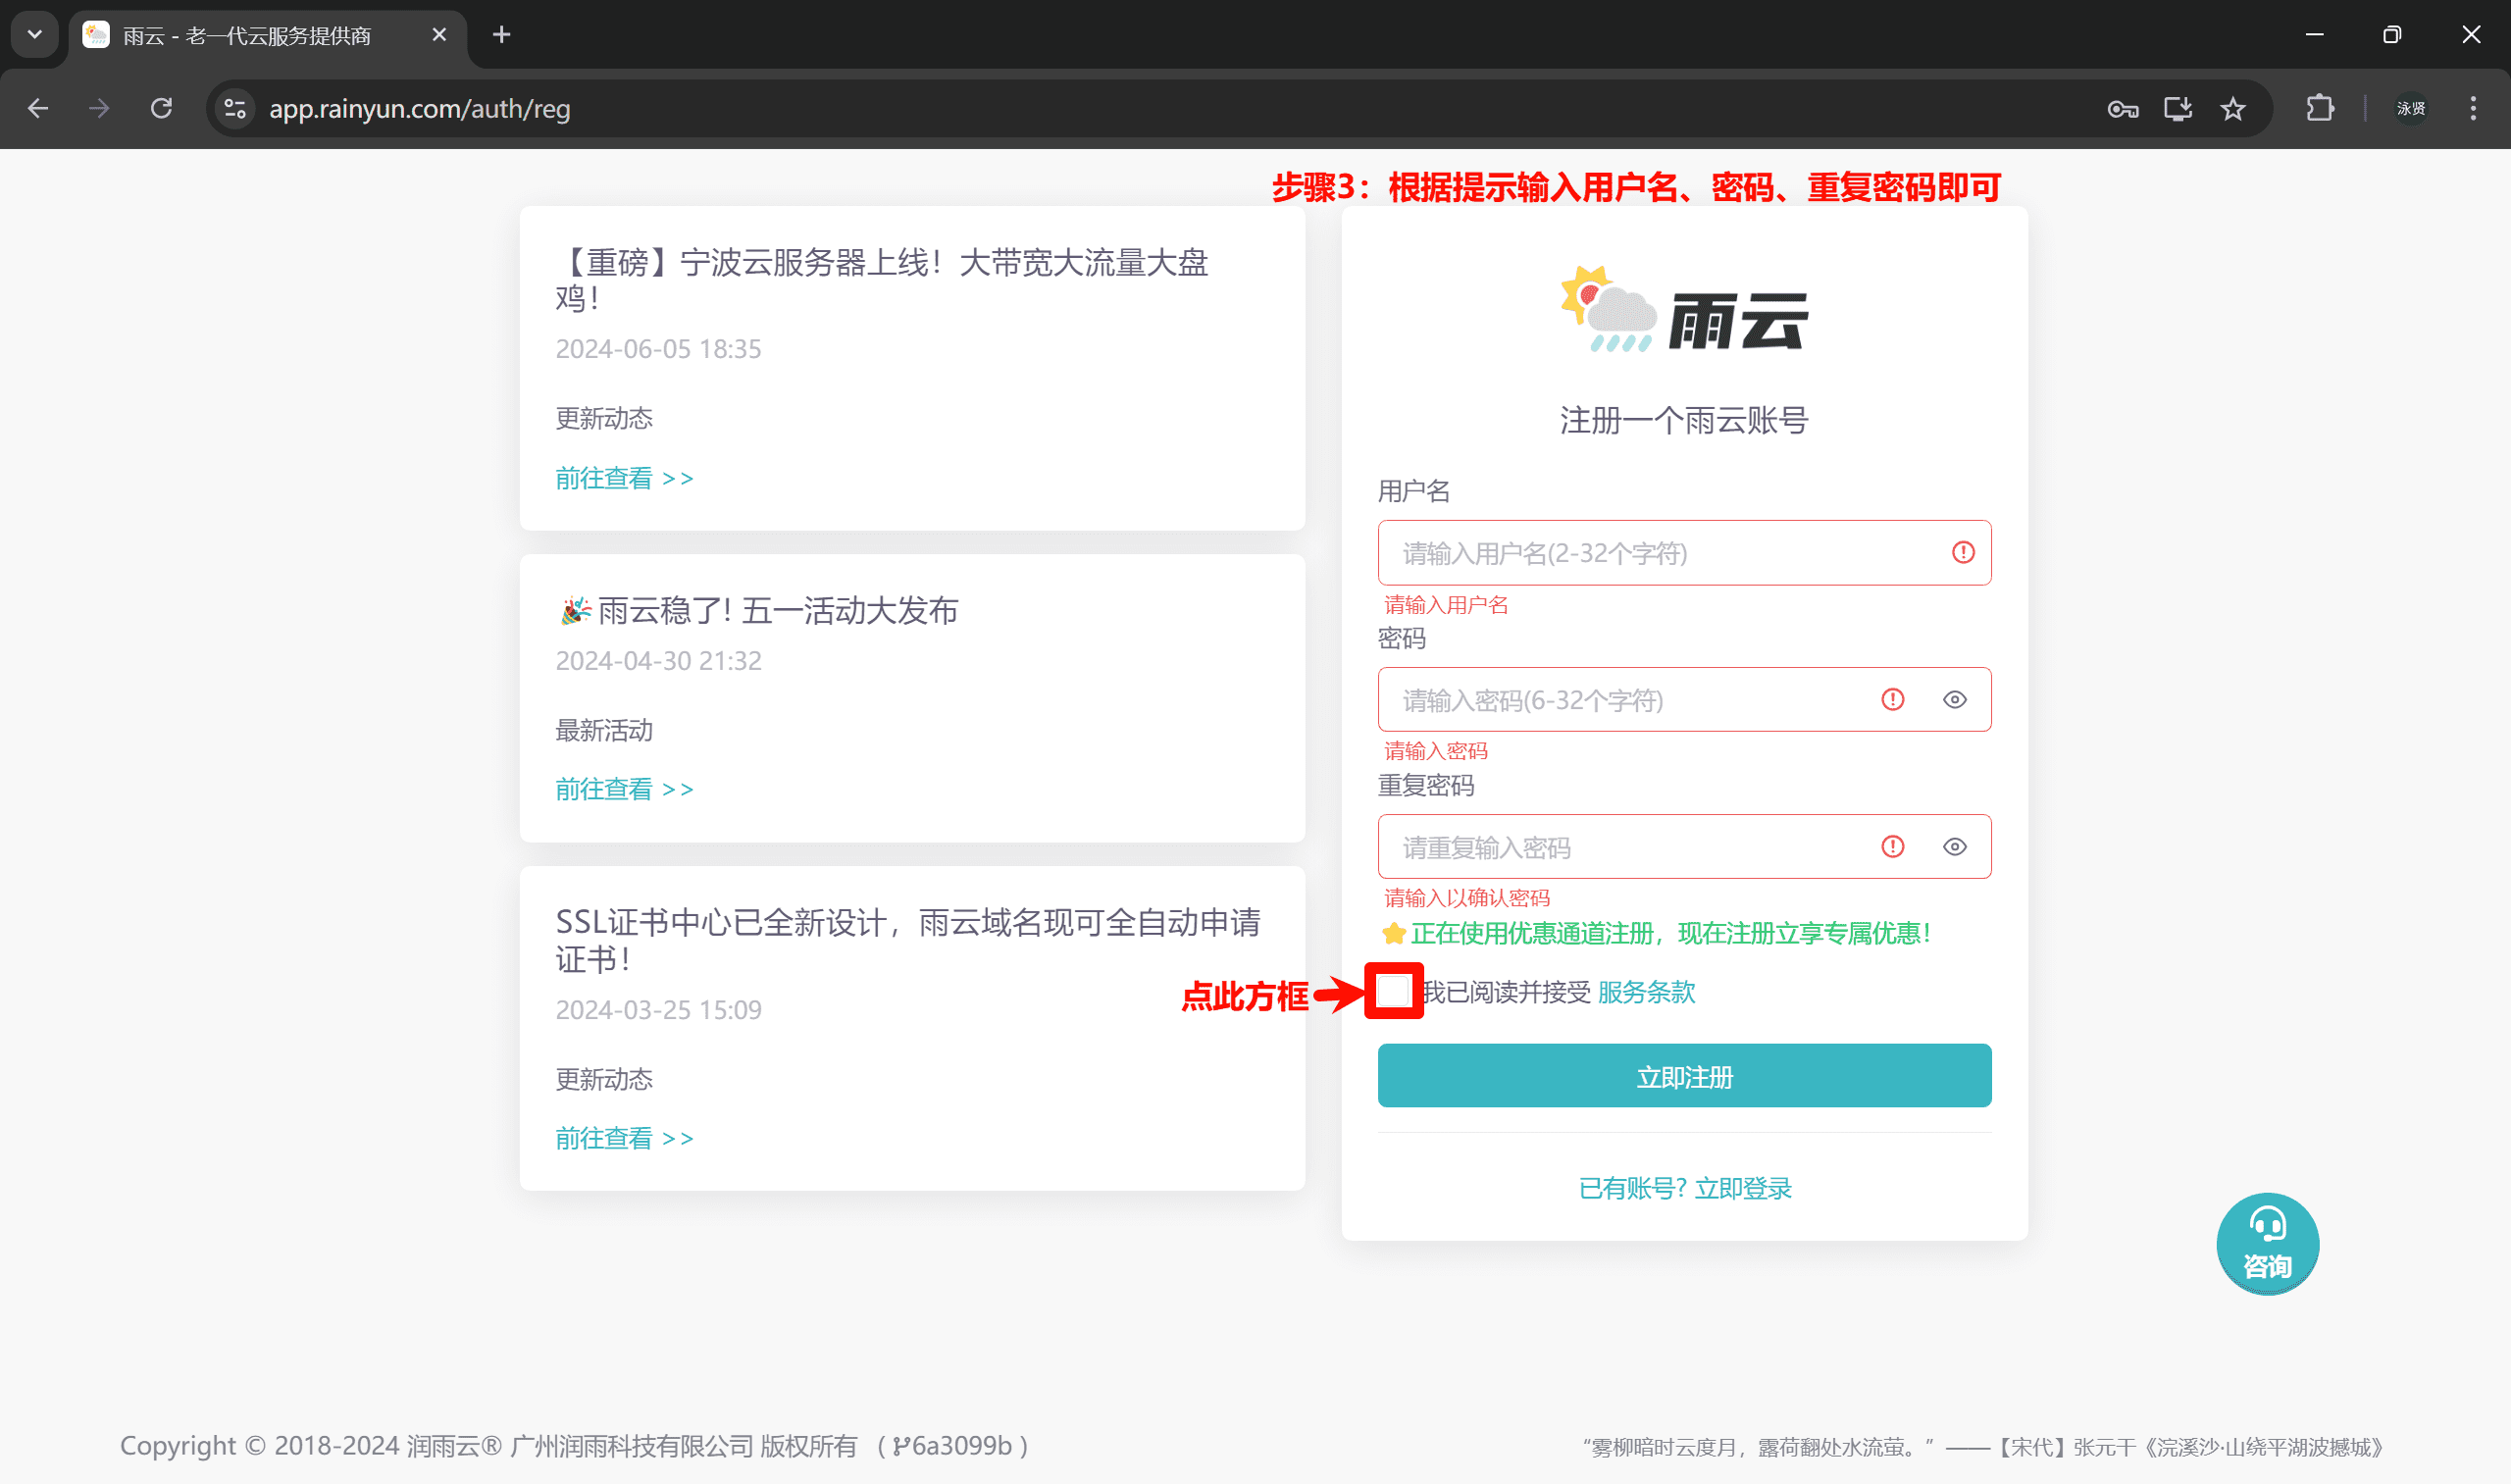 雨云 - 老一代云服务提供商
app.rainyun.com/auth/reg
泳贤
步骤3：根据提示输入用户名、密码、重复密码即可
【重磅】宁波云服务器上线！大带宽大流量大盘
鸡！
2024-06-05 18:35
更新动态
前往查看 >>
🎉雨云稳了! 五一活动大发布
2024-04-30 21:32
最新活动
前往查看 >>
SSL证书中心已全新设计，雨云域名现可全自动申请
证书！
2024-03-25 15:09
更新动态
前往查看 >>
雨云
注册一个雨云账号
用户名
请输入用户名(2-32个字符)
请输入用户名
密码
请输入密码(6-32个字符)
请输入密码
重复密码
请重复输入密码
请输入以确认密码
⭐正在使用优惠通道注册，现在注册立享专属优惠！
点此方框
我已阅读并接受 服务条款
立即注册
已有账号? 立即登录
咨询
Copyright © 2018-2024 润雨云® 广州润雨科技有限公司 版权所有 （6a3099b）
“雾柳暗时云度月，露荷翻处水流萤。” ——【宋代】张元干《浣溪沙·山绕平湖波撼城》